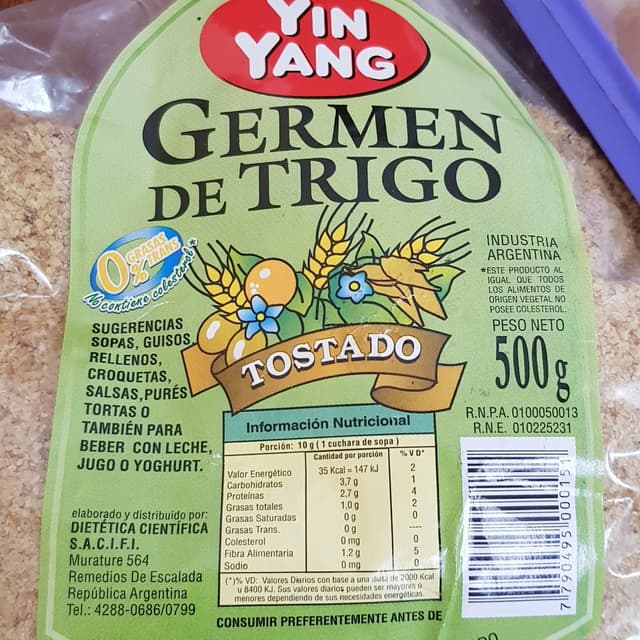 YIN
YANG
GERMEN
DE TRIGO
0% GRASAS
TRANS
No contiene colesterol*
INDUSTRIA
ARGENTINA
*ESTE PRODUCTO AL
IGUAL QUE TODOS
LOS ALIMENTOS DE
ORIGEN VEGETAL NO
POSEE COLESTEROL.
PESO NETO
500g
R.N.P.A. 0100050013
R.N.E. 010225231
SUGERENCIAS
SOPAS, GUISOS,
RELLENOS,
CROQUETAS,
SALSAS, PURÉS
TORTAS O
TAMBIÉN PARA
BEBER CON LECHE,
JUGO O YOGHURT.
TOSTADO
Información Nutricional
Porción: 10 g ( 1 cuchara de sopa )
Cantidad por porción % V D*
Valor Energético 35 Kcal = 147 kJ 2
Carbohidratos 3,7 g 1
Proteínas 2,7 g 4
Grasas totales 1,0 g 2
Grasas Saturadas 0 g 0
Grasas Trans. 0 g ----
Colesterol 0 mg 0
Fibra Alimentaria 1,2 g 5
Sodio 0 mg 0
(*)% VD: Valores Diarios con base a una dieta de 2000 Kcal
u 8400 KJ. Sus valores diarios pueden ser mayores o
menores dependiendo de sus necesidades energéticas.
CONSUMIR PREFERENTEMENTE ANTES DE
elaborado y distribuido por:
DIETÉTICA CIENTÍFICA
S.A.C.I.F.I.
Murature 564
Remedios De Escalada
República Argentina
Tel.: 4288-0686/0799
7 790495 000151